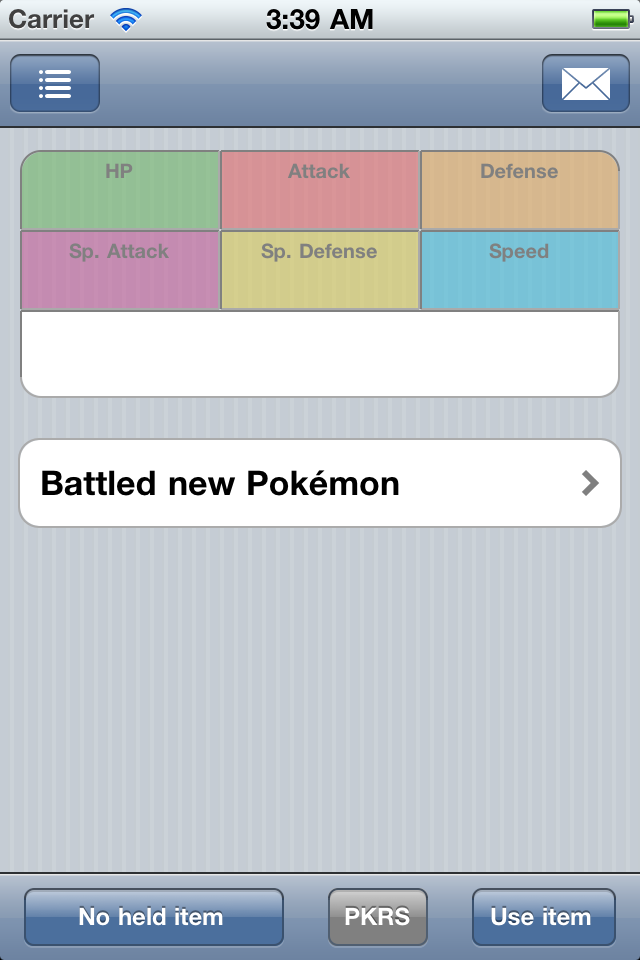 Carrier 3:39 AM
HP Attack Defense
Sp. Attack Sp. Defense Speed
Battled new Pokémon
No held item PKRS Use item